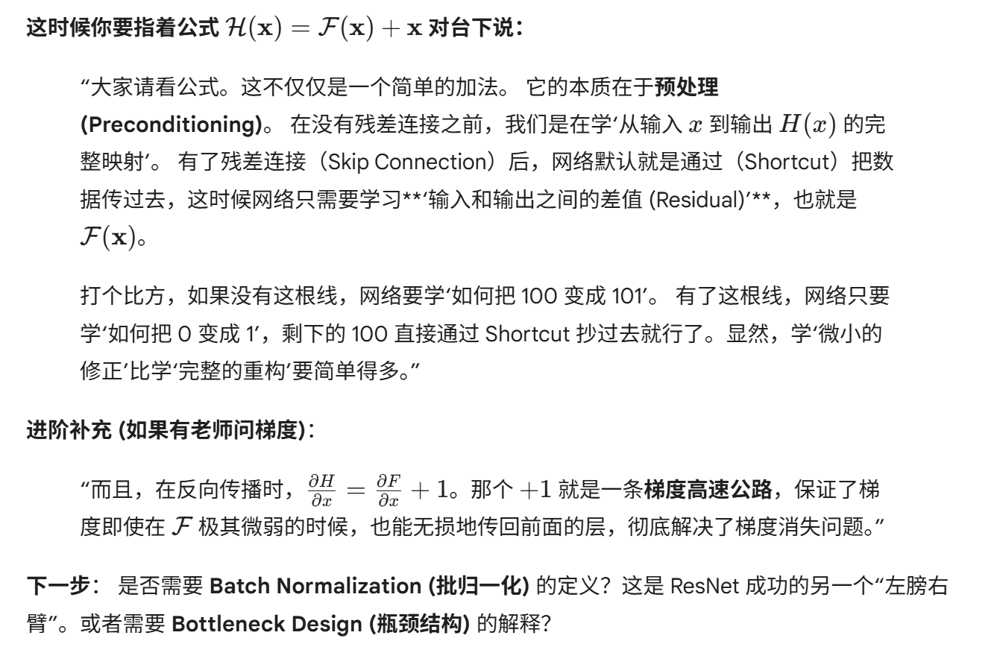 这时候你要指着公式 $\mathcal{H}(\mathbf{x}) = \mathcal{F}(\mathbf{x}) + \mathbf{x}$ 对台下说：
“大家请看公式。这不仅仅是一个简单的加法。 它的本质在于预处理
(Preconditioning)。 在没有残差连接之前，我们是在学‘从输入 $x$ 到输出 $H(x)$ 的完
整映射’。 有了残差连接（Skip Connection）后，网络默认就是通过（Shortcut）把数
据传过去，这时候网络只需要学习**‘输入和输出之间的差值 (Residual)’**，也就是
$\mathcal{F}(\mathbf{x})$。
打个比方，如果没有这根线，网络要学‘如何把 100 变成 101’。 有了这根线，网络只要
学‘如何把 0 变成 1’，剩下的 100 直接通过 Shortcut 抄过去就行了。显然，学‘微小的
修正’比学‘完整的重构’要简单得多。”
进阶补充 (如果有老师问梯度)：
“而且，在反向传播时，$\frac{\partial H}{\partial x} = \frac{\partial F}{\partial x} + 1$。那个 $+1$ 就是一条梯度高速公路，保证了梯
度即使在 $\mathcal{F}$ 极其微弱的时候，也能无损地传回前面的层，彻底解决了梯度消失问题。”
下一步： 是否需要 Batch Normalization (批归一化) 的定义？这是 ResNet 成功的另一个“左膀右
臂”。或者需要 Bottleneck Design (瓶颈结构) 的解释？